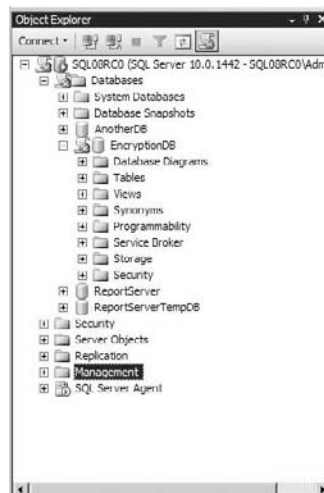 Object Explorer
Connect
SQL08RC0 (SQL Server 10.0.1442 - SQL08RC0\Adm
Databases
System Databases
Database Snapshots
AnotherDB
EncryptionDB
Database Diagrams
Tables
Views
Synonyms
Programmability
Service Broker
Storage
Security
ReportServer
ReportServerTempDB
Security
Server Objects
Replication
Management
SQL Server Agent